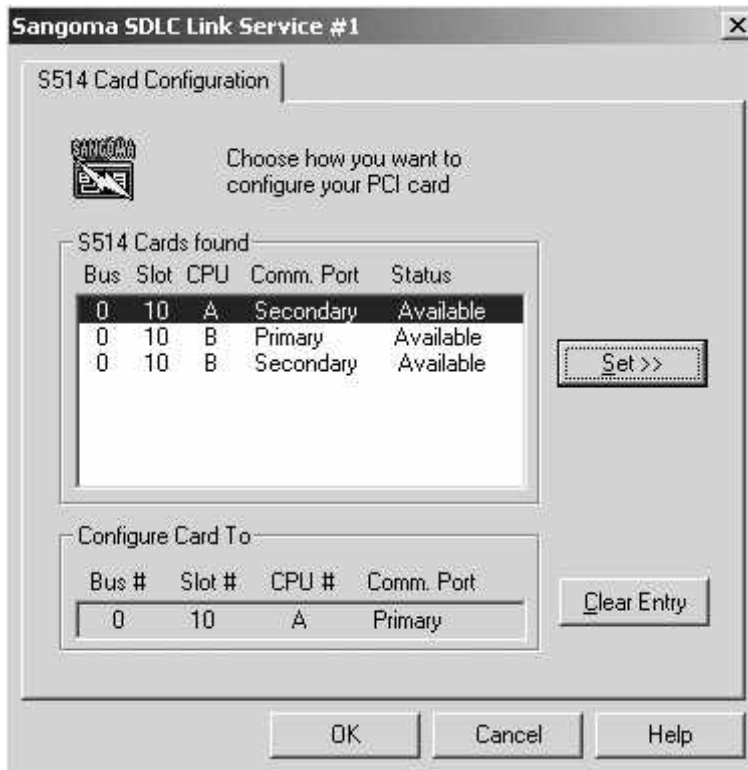 Sangoma SDLC Link Service #1
S514 Card Configuration
SANGOMA
Choose how you want to
configure your PCI card
S514 Cards found
Bus Slot CPU Comm. Port Status
0 10 A Secondary Available
0 10 B Primary Available
0 10 B Secondary Available
Set >>
Configure Card To
Bus # Slot # CPU # Comm. Port
0 10 A Primary
Clear Entry
OK Cancel Help